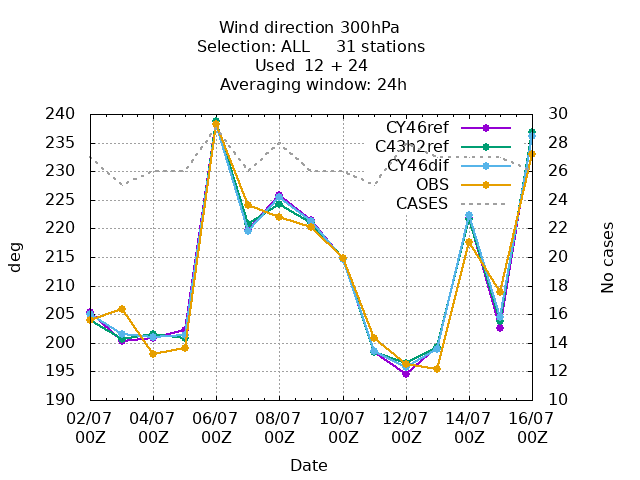 Wind direction 300hPa
Selection: ALL 31 stations
Used 12 + 24
Averaging window: 24h
240 30
235 28
230 26
225 24
220 22
215 20
210 18
205 16
200 14
195 12
190 10
CY46ref
C43h2_ref
CY46dif
OBS
CASES
deg
No cases
02/07 04/07 06/07 08/07 10/07 12/07 14/07 16/07
00Z 00Z 00Z 00Z 00Z 00Z 00Z 00Z
Date